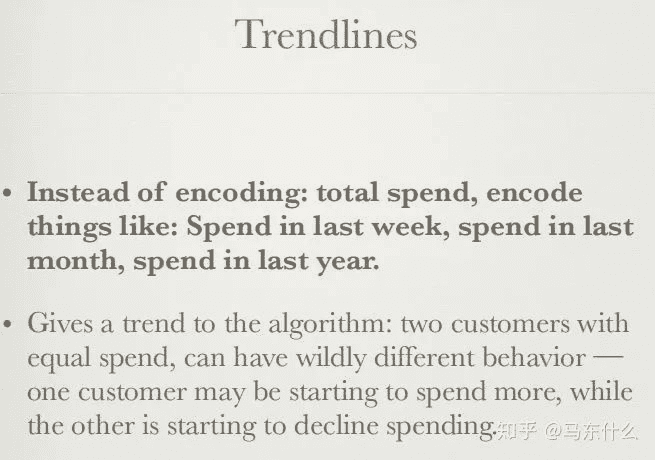 Trendlines
• Instead of encoding: total spend, encode
things like: Spend in last week, spend in last
month, spend in last year.
• Gives a trend to the algorithm: two customers with
equal spend, can have wildly different behavior —
one customer may be starting to spend more, while
the other is starting to decline spending.
知乎 @马东什么